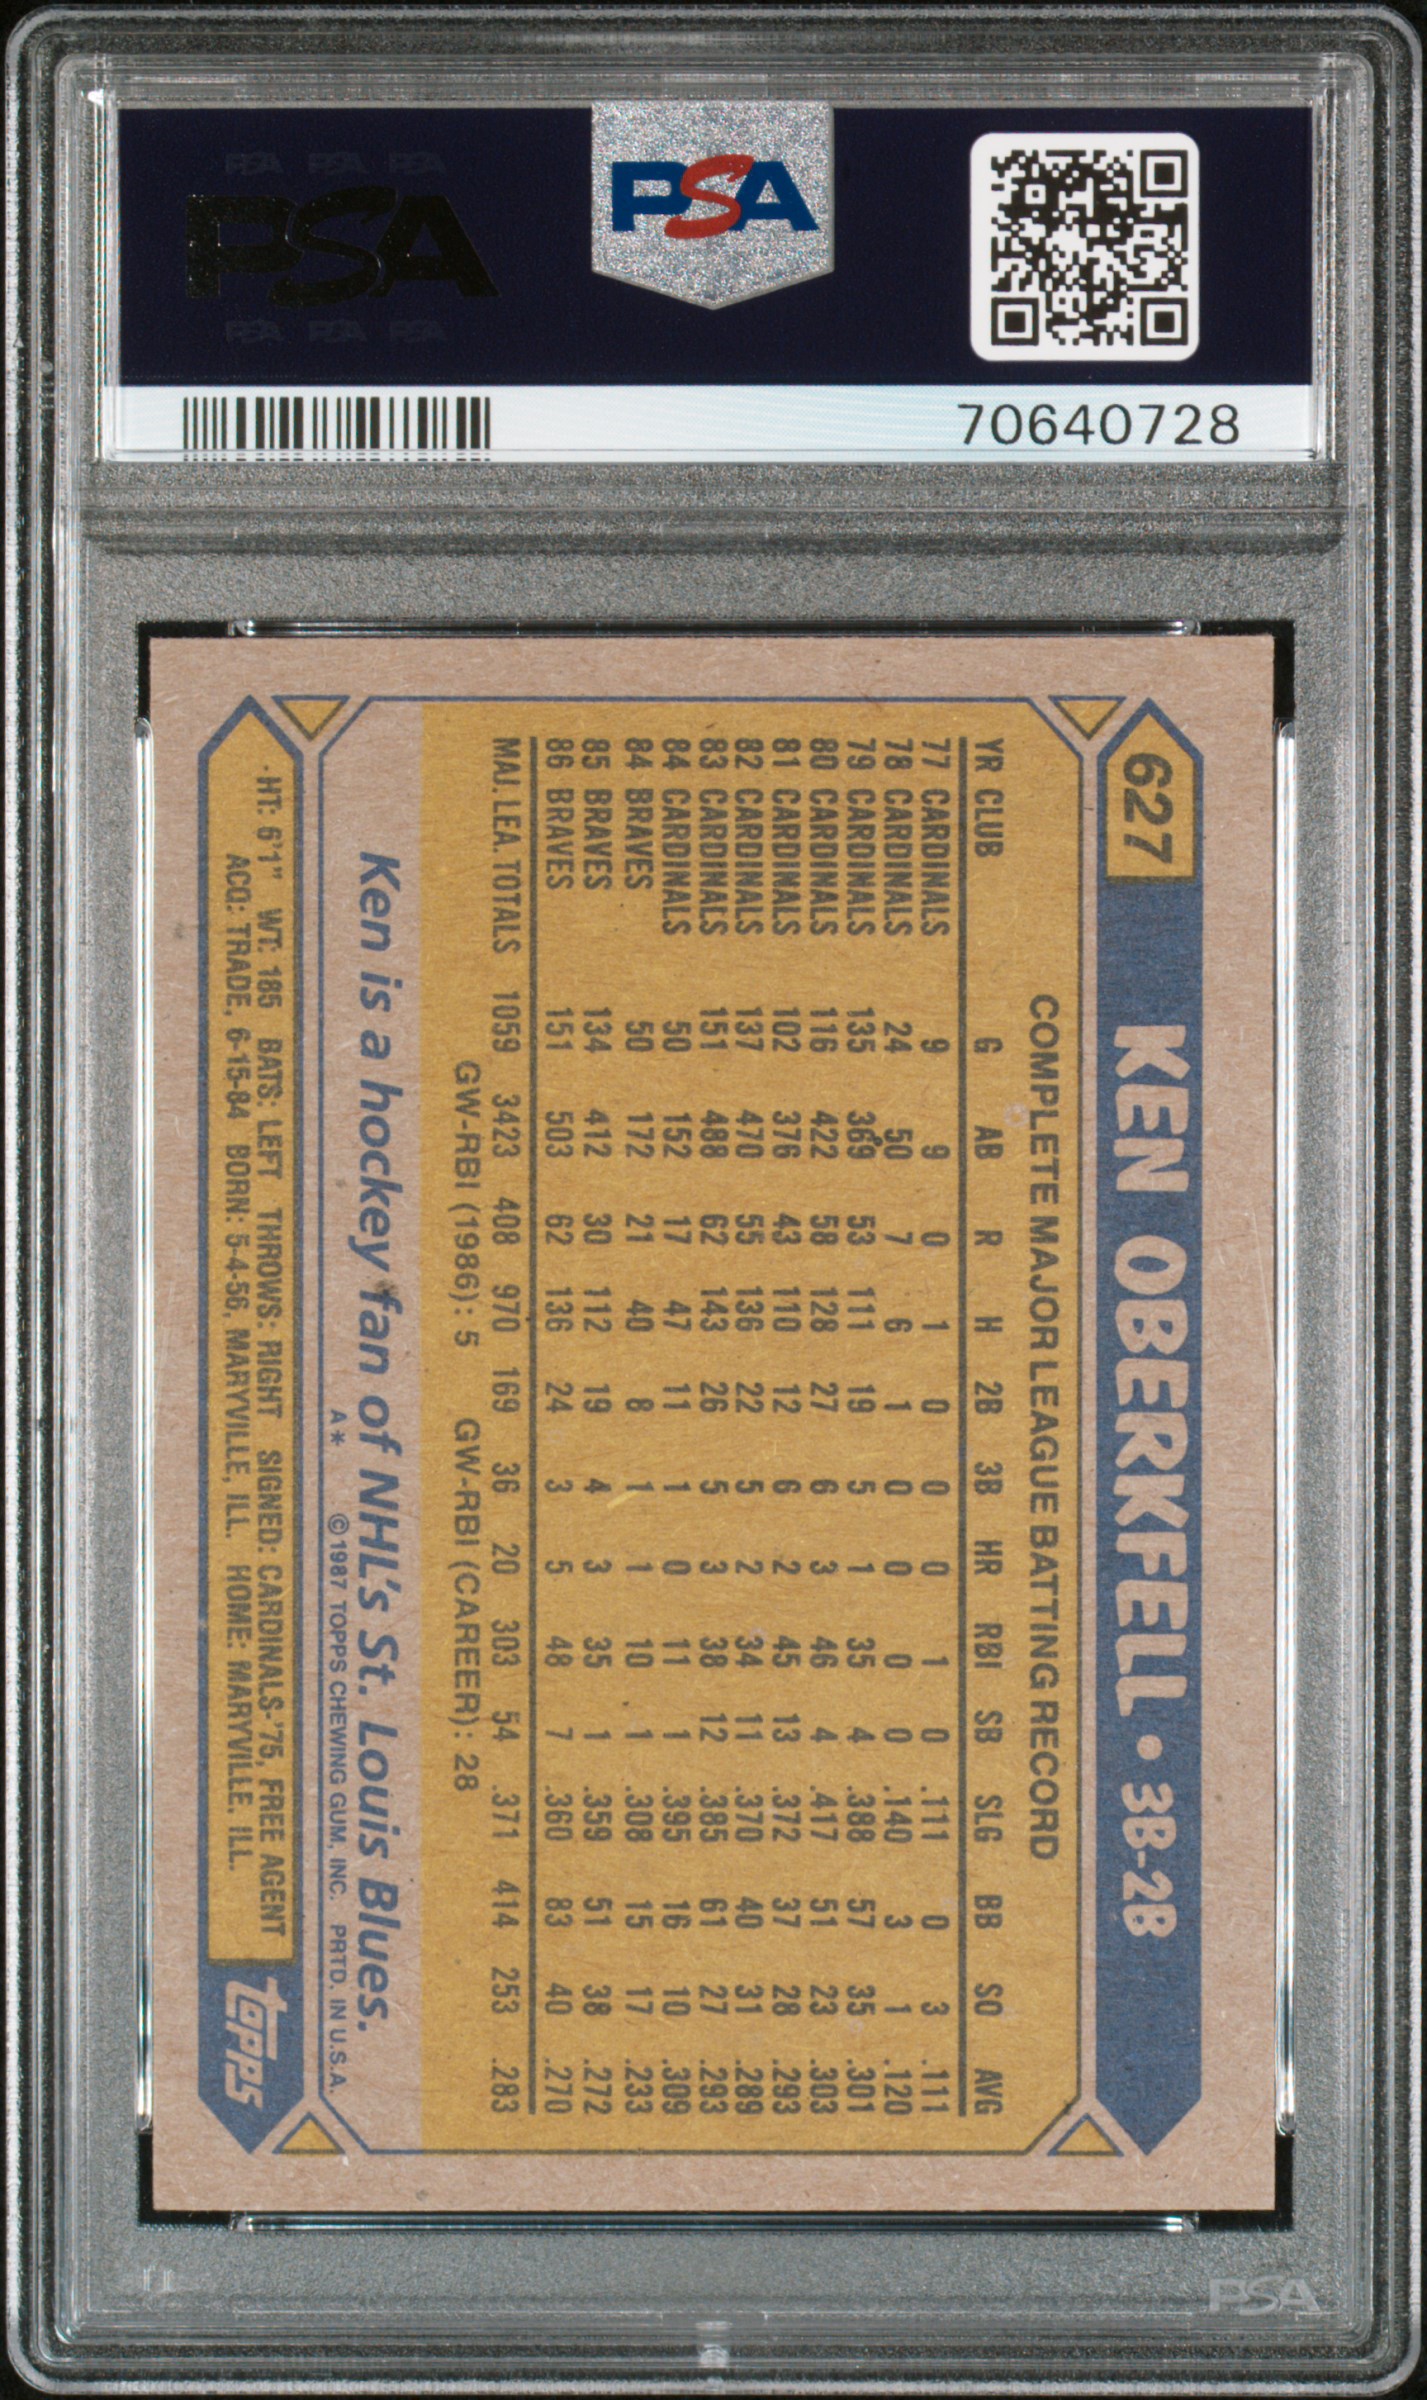 PSA PSA PSA
PSA
PSA PSA PSA
PSA
70640728
627 KEN OBERKFELL • 3B-2B
COMPLETE MAJOR LEAGUE BATTING RECORD
YR CLUB G AB R H 2B 3B HR RBI SB SLG BB SO AVG
77 CARDINALS 9 9 0 1 0 0 0 1 0 .111 0 3 .111
78 CARDINALS 24 50 7 6 1 0 0 0 0 .140 3 1 .120
79 CARDINALS 135 369 53 111 19 5 1 35 4 .388 57 35 .301
80 CARDINALS 116 422 58 128 27 6 3 46 4 .417 51 23 .303
81 CARDINALS 102 376 43 110 12 6 2 45 13 .372 37 28 .293
82 CARDINALS 137 470 55 136 22 5 2 34 11 .370 40 31 .289
83 CARDINALS 151 488 62 143 26 5 3 38 12 .385 61 27 .293
84 CARDINALS 50 152 17 47 11 1 0 11 1 .395 16 10 .309
84 BRAVES 50 172 21 40 8 1 1 10 1 .308 15 17 .233
85 BRAVES 134 412 30 112 19 4 3 35 1 .359 51 38 .272
86 BRAVES 151 503 62 136 24 3 5 48 7 .360 83 40 .270
MAJ. LEA. TOTALS 1059 3423 408 970 169 36 20 303 54 .371 414 253 .283
GW-RBI (1986): 5 GW-RBI (CAREER): 28
Ken is a hockey fan of NHL's St. Louis Blues.
A* ©1987 TOPPS CHEWING GUM, INC. PRTD. IN U.S.A.
HT: 6'1" WT: 185 BATS: LEFT THROWS: RIGHT SIGNED: CARDINALS-'75, FREE AGENT
ACQ: TRADE, 6-15-84 BORN: 5-4-56, MARYVILLE, ILL. HOME: MARYVILLE, ILL.
topps
PSA